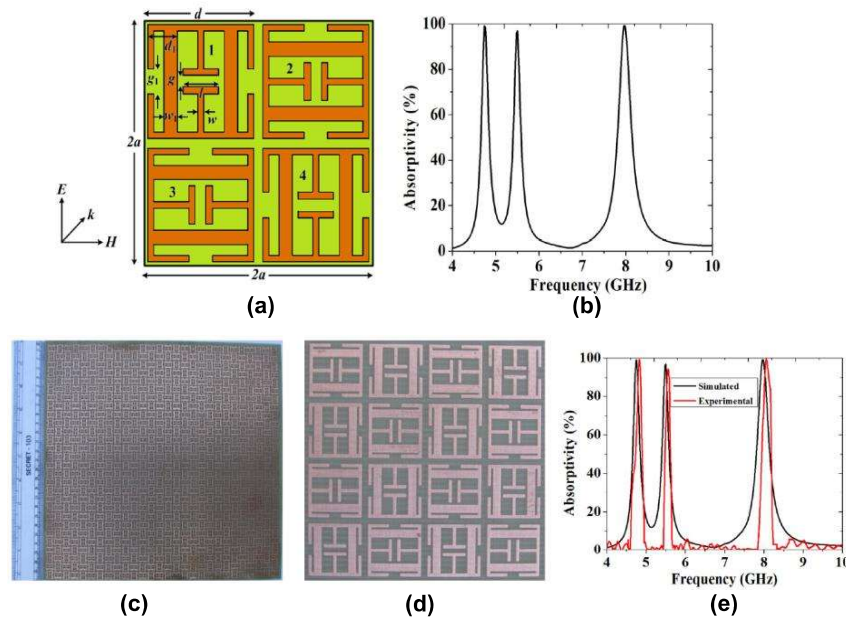 d
d₁
1
g₁
g
l
w₁
w
2
3
4
2a
2a
E
k
H
(a)
100
80
60
40
20
0
Absorptivity (%)
4 5 6 7 8 9 10
Frequency (GHz)
(b)
SECRET - 103
(c)
(d)
100
80
60
40
20
0
Absorptivity (%)
Simulated
Experimental
4 5 6 7 8 9 10
Frequency (GHz)
(e)